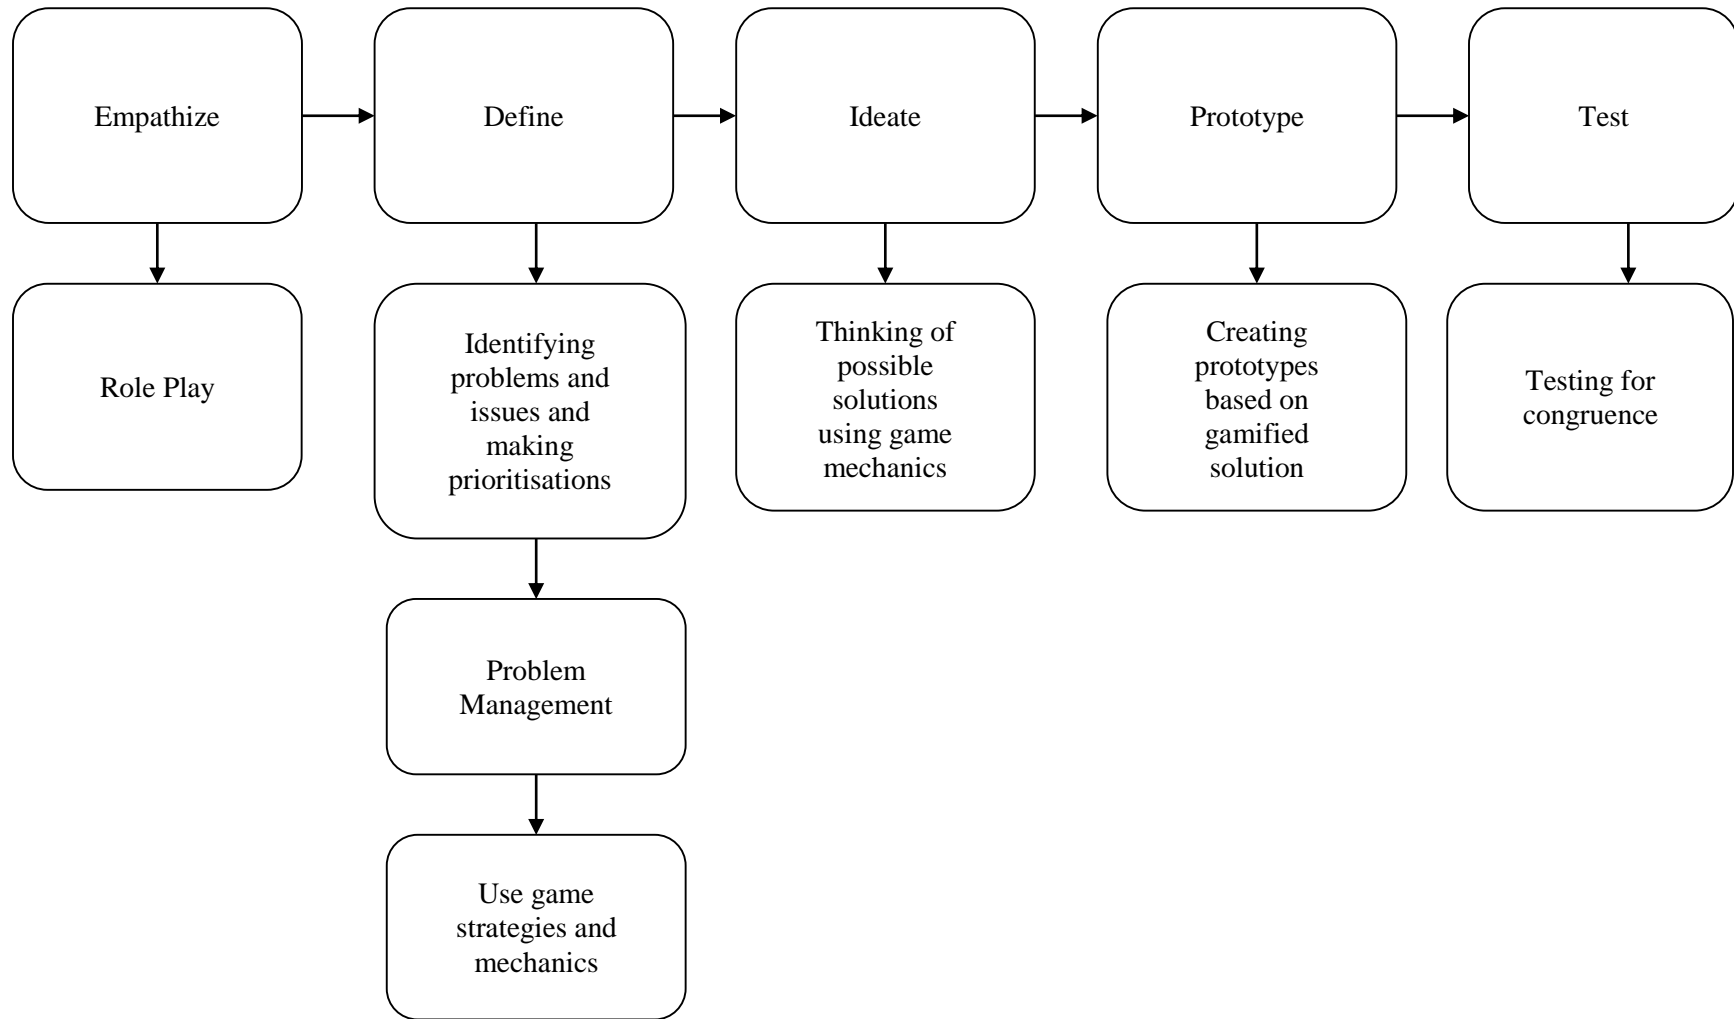 Empathize
Define
Ideate
Prototype
Test
Role Play
Identifying
problems and
issues and
making
prioritisations
Thinking of
possible
solutions
using game
mechanics
Creating
prototypes
based on
gamified
solution
Testing for
congruence
Problem
Management
Use game
strategies and
mechanics